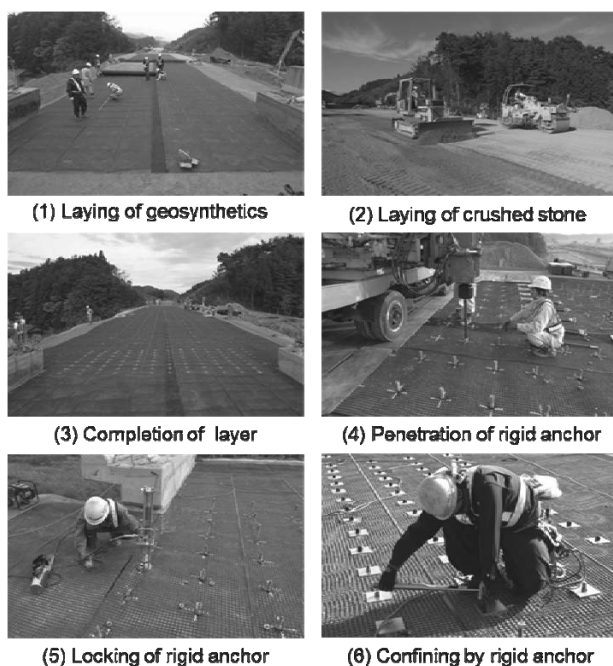 (1) Laying of geosynthetics
(2) Laying of crushed stone
(3) Completion of layer
(4) Penetration of rigid anchor
(5) Locking of rigid anchor
(6) Confining by rigid anchor